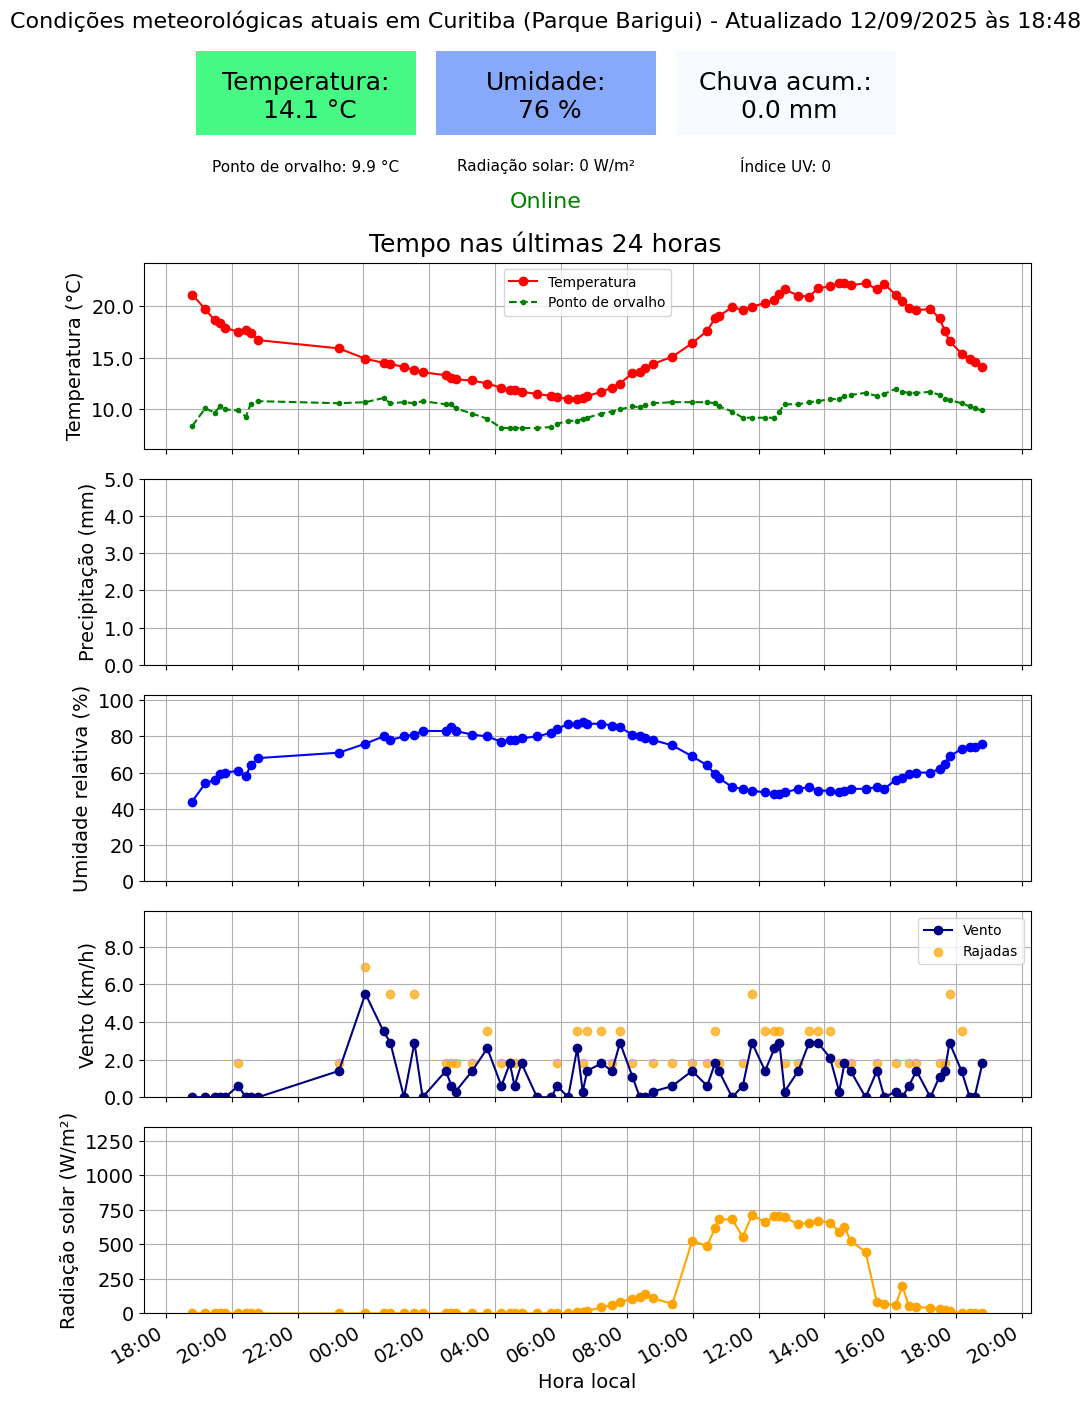 Condições meteorológicas atuais em Curitiba (Parque Barigui) - Atualizado 12/09/2025 às 18:48
Temperatura:
14.1 °C
Umidade:
76 %
Chuva acum.:
0.0 mm
Ponto de orvalho: 9.9 °C
Radiação solar: 0 W/m²
Índice UV: 0
Online
Tempo nas últimas 24 horas
Temperatura (°C)
20.0
15.0
10.0
Temperatura
Ponto de orvalho
Precipitação (mm)
5.0
4.0
3.0
2.0
1.0
0.0
Umidade relativa (%)
100
80
60
40
20
0
Vento (km/h)
8.0
6.0
4.0
2.0
0.0
Vento
Rajadas
Radiação solar (W/m²)
1250
1000
750
500
250
0
18:00
20:00
22:00
00:00
02:00
04:00
06:00
08:00
10:00
12:00
14:00
16:00
18:00
20:00
Hora local